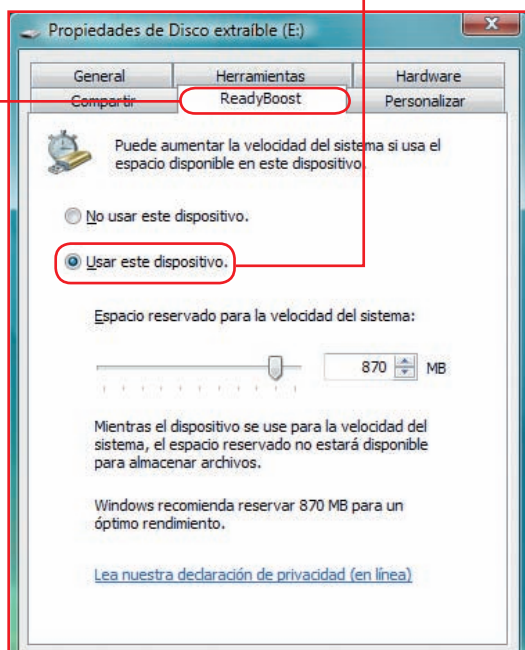 Propiedades de Disco extraíble (E:)
General Herramientas Hardware
Compartir ReadyBoost Personalizar
Puede aumentar la velocidad del sistema si usa el
espacio disponible en este dispositivo.
No usar este dispositivo.
Usar este dispositivo.
Espacio reservado para la velocidad del sistema:
870 MB
Mientras el dispositivo se use para la velocidad del
sistema, el espacio reservado no estará disponible
para almacenar archivos.
Windows recomienda reservar 870 MB para un
óptimo rendimiento.
Lea nuestra declaración de privacidad (en línea)